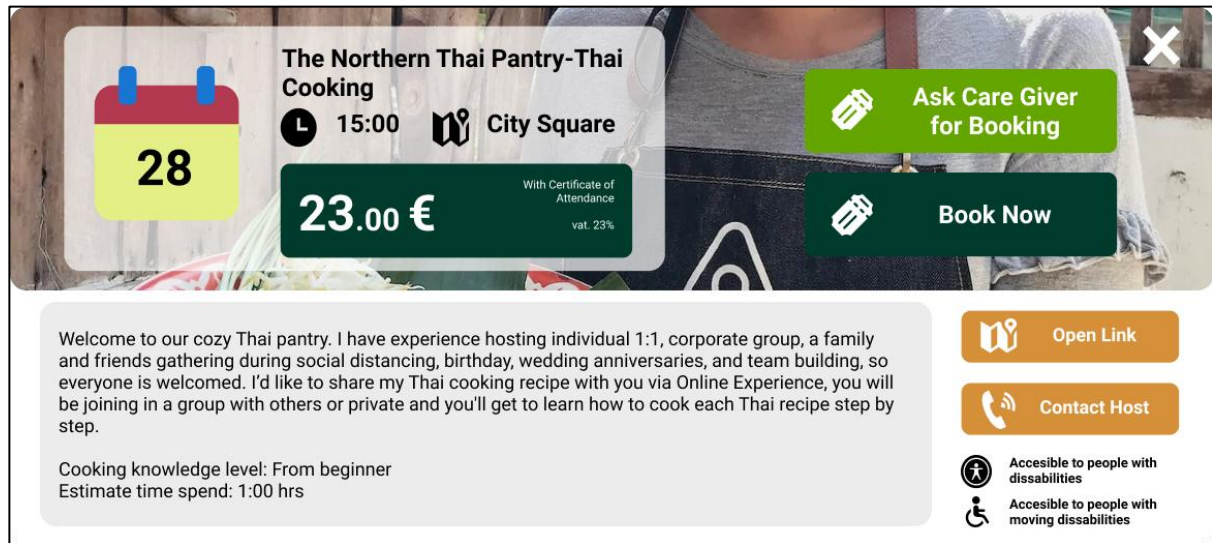 The Northern Thai Pantry-Thai
Cooking
28
15:00
City Square
23.00 €
With Certificate of
Attendance
vat. 23%
Ask Care Giver
for Booking
Book Now
Welcome to our cozy Thai pantry. I have experience hosting individual 1:1, corporate group, a family
and friends gathering during social distancing, birthday, wedding anniversaries, and team building, so
everyone is welcomed. I'd like to share my Thai cooking recipe with you via Online Experience, you will
be joining in a group with others or private and you'll get to learn how to cook each Thai recipe step by
step.
Cooking knowledge level: From beginner
Estimate time spend: 1:00 hrs
Open Link
Contact Host
Accesible to people with
dissabilities
Accesible to people with
moving dissabilities